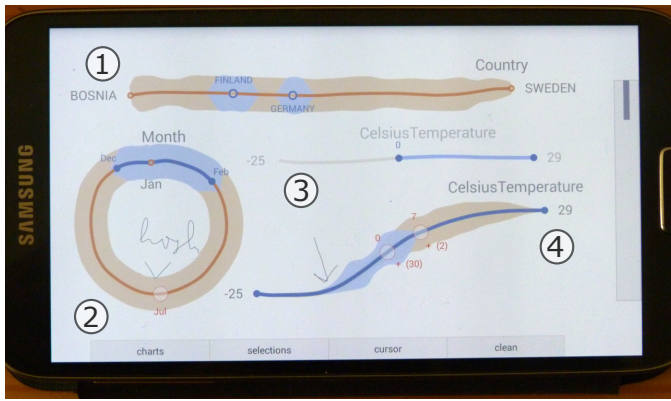 SAMSUNG
1
Country
BOSNIA
FINLAND
GERMANY
SWEDEN
Month
Dec
Jan
Feb
Jul
2
CelsiusTemperature
-25
0
29
3
CelsiusTemperature
-25
0
+ (30)
7
+ (2)
29
4
charts
selections
cursor
clean